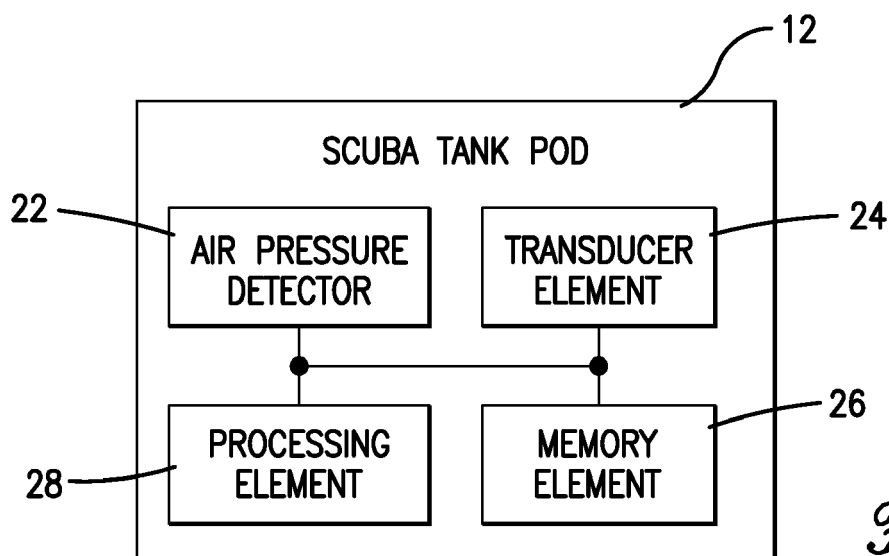 12
SCUBA TANK POD
22
AIR PRESSURE
DETECTOR
TRANSDUCER
ELEMENT
24
PROCESSING
ELEMENT
28
MEMORY
ELEMENT
26